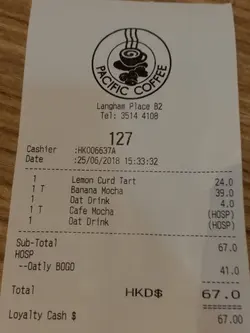 PACIFIC COFFEE
Langham Place B2
Tel: 3514 4108
127
Cashier :HK006637A
Date :25/06/2018 15:33:32
1 Lemon Curd Tart 24.0
1 T Banana Mocha 39.0
1 Oat Drink 4.0
1 T Cafe Mocha (HOSP)
1 Oat Drink (HOSP)
Sub-Total 67.0
HOSP
--Oatly BOGO 41.0
Total HKD$ 67.0
Loyalty Cash $ 67.00